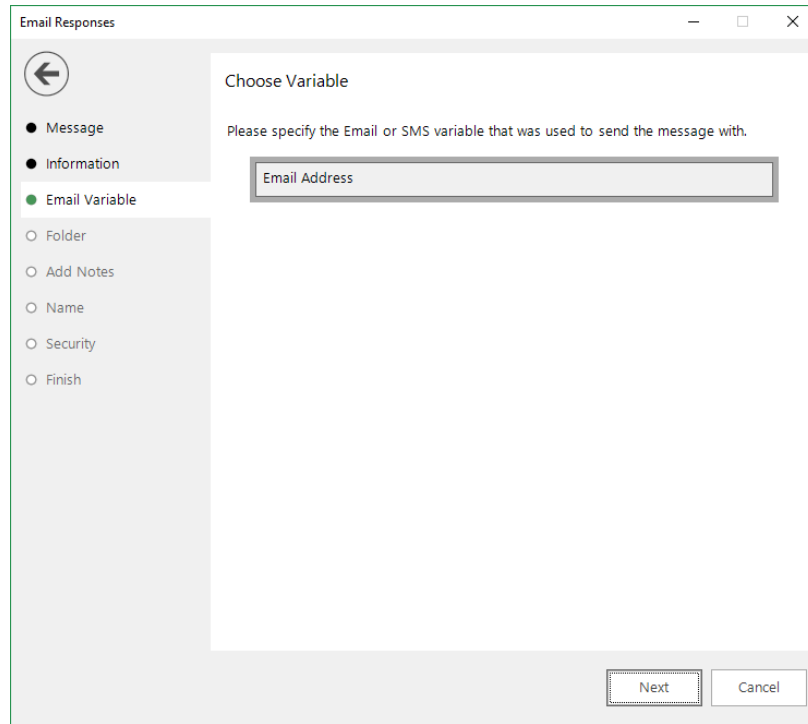 Email Responses
Message
Information
Email Variable
Folder
Add Notes
Name
Security
Finish
Choose Variable
Please specify the Email or SMS variable that was used to send the message with.
Email Address
Next
Cancel